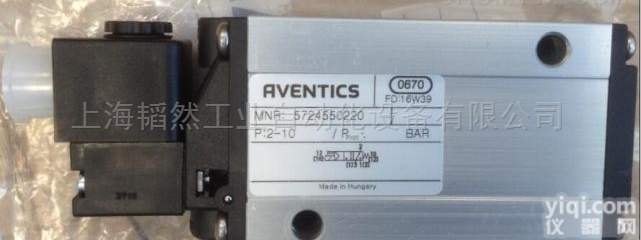 AVENTICS
0670
FD:16W39
上海韬然工业自动化设备有限公司
MNR: 5724550220
P:2-10 / P Pilot: BAR
Made in Hungary
yiqi.com
仪器网